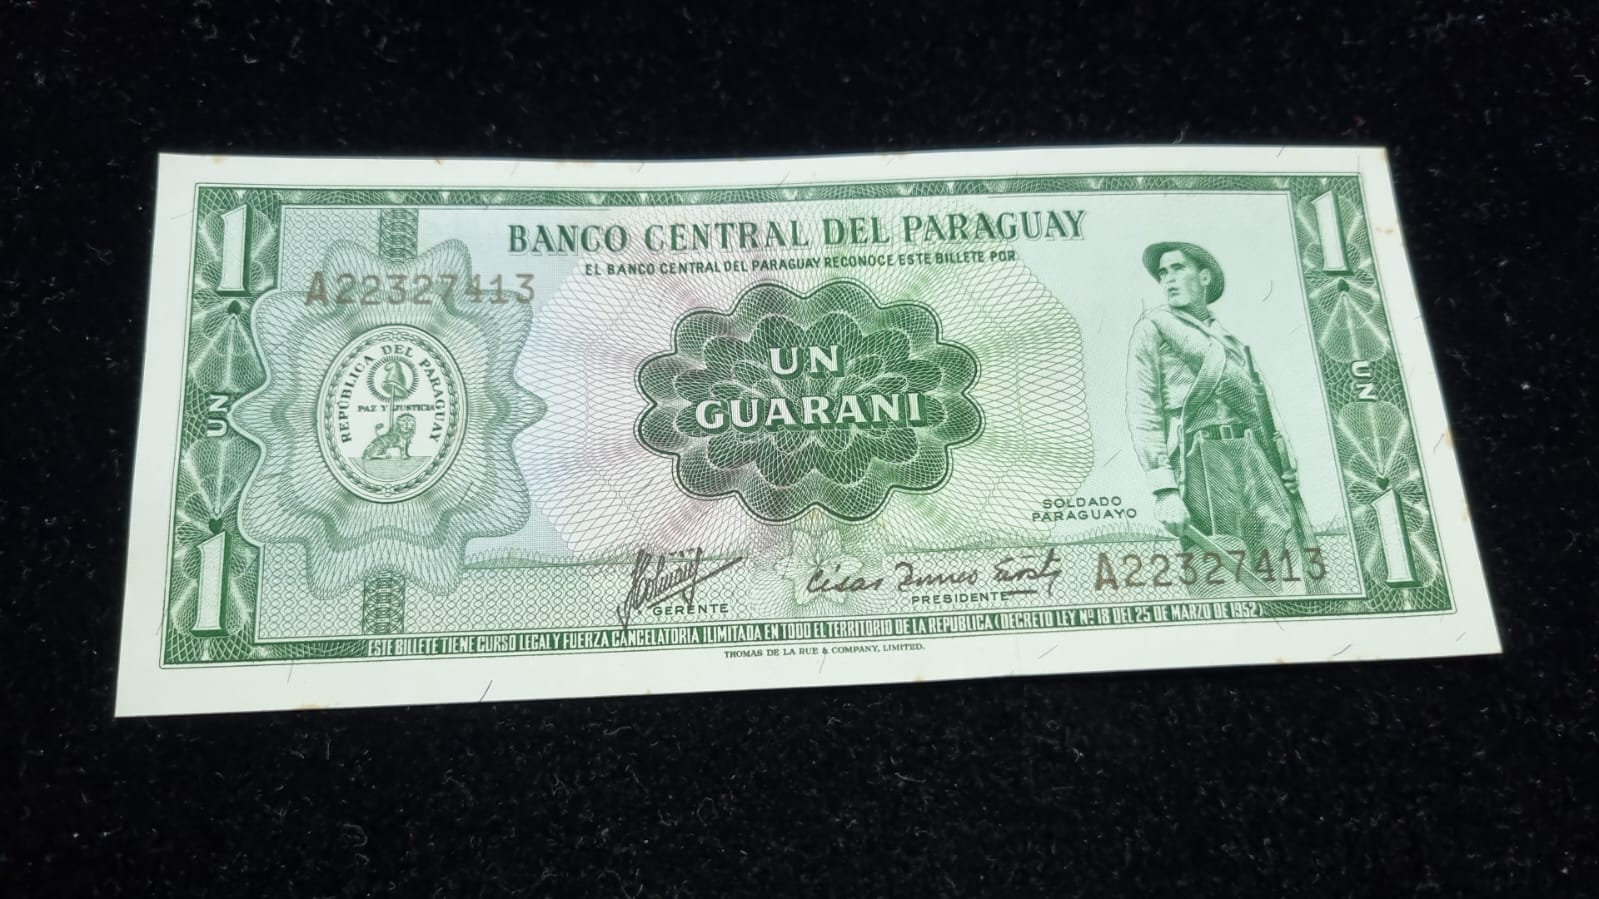 1
1
BANCO CENTRAL DEL PARAGUAY
EL BANCO CENTRAL DEL PARAGUAY RECONOCE ESTE BILLETE POR
A22327413
UN
GUARANI
REPÚBLICA DEL PARAGUAY
PAZ Y JUSTICIA
UN
UN
SOLDADO
PARAGUAYO
A22327413
GERENTE
PRESIDENTE
1
1
ESTE BILLETE TIENE CURSO LEGAL Y FUERZA CANCELATORIA ILIMITADA EN TODO EL TERRITORIO DE LA REPUBLICA (DECRETO LEY Nº 18 DEL 25 DE MARZO DE 1952)
THOMAS DE LA RUE & COMPANY, LIMITED.